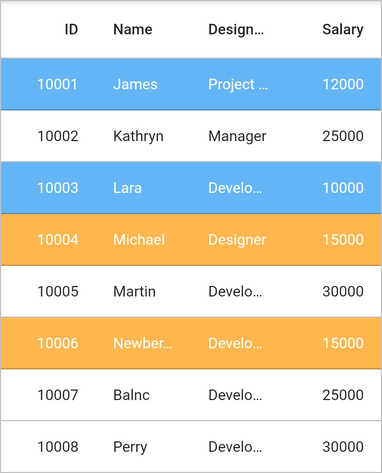 ID Name Design... Salary
10001 James Project ... 12000
10002 Kathryn Manager 25000
10003 Lara Develo... 10000
10004 Michael Designer 15000
10005 Martin Develo... 30000
10006 Newber... Develo... 15000
10007 Balnc Develo... 25000
10008 Perry Develo... 30000